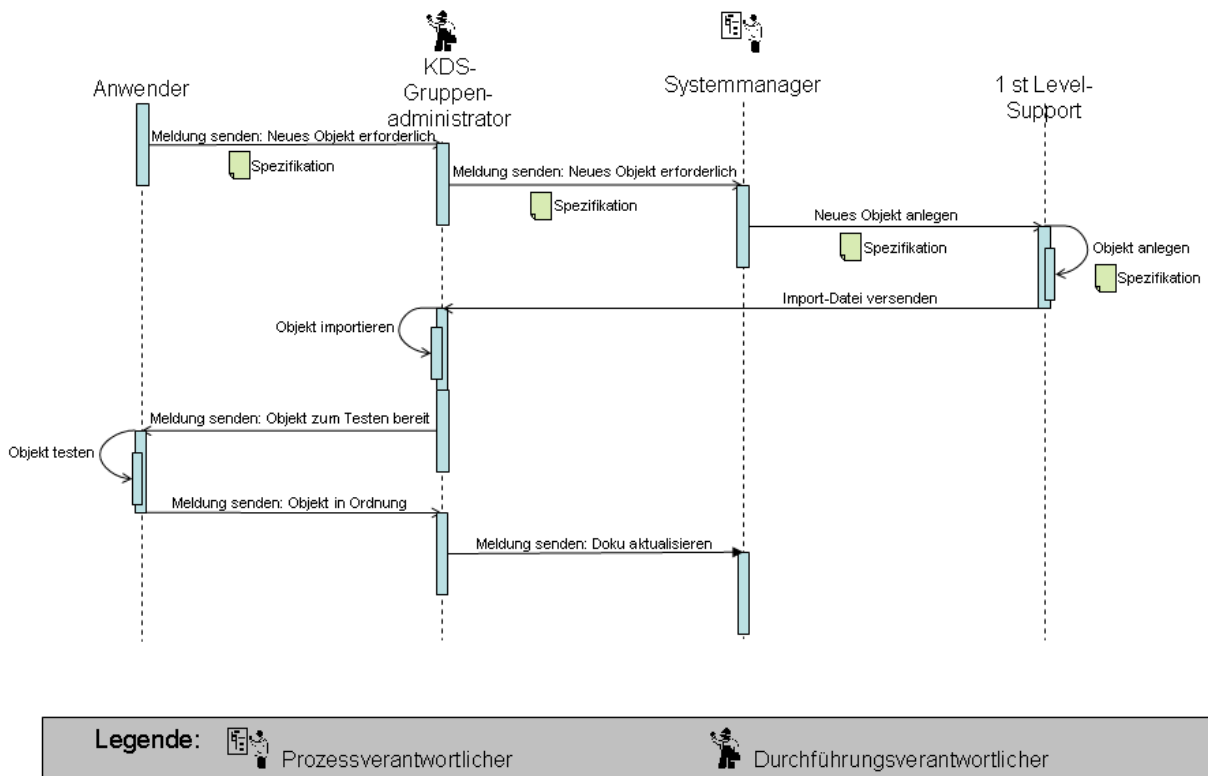 Anwender
KDS-
Gruppen-
administrator
Systemmanager
1 st Level-
Support
Meldung senden: Neues Objekt erforderlich
Spezifikation
Meldung senden: Neues Objekt erforderlich
Spezifikation
Neues Objekt anlegen
Spezifikation
Objekt anlegen
Spezifikation
Import-Datei versenden
Objekt importieren
Meldung senden: Objekt zum Testen bereit
Objekt testen
Meldung senden: Objekt in Ordnung
Meldung senden: Doku aktualisieren
Legende:
Prozessverantwortlicher
Durchführungsverantwortlicher